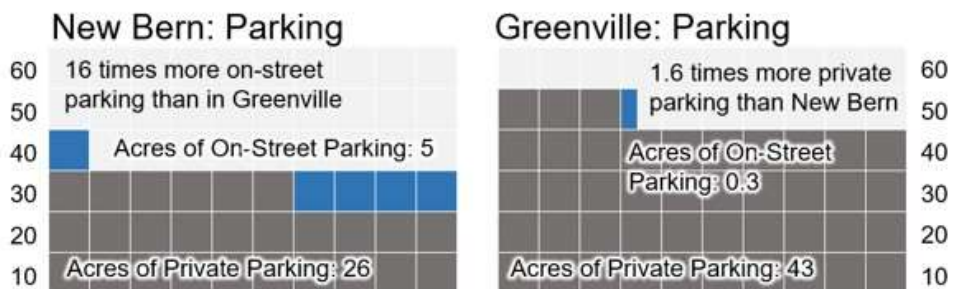 New Bern: Parking
60
50
40
30
20
10
16 times more on-street
parking than in Greenville
Acres of On-Street Parking: 5
Acres of Private Parking: 26
Greenville: Parking
1.6 times more private
parking than New Bern
Acres of On-Street
Parking: 0.3
Acres of Private Parking: 43
60
50
40
30
20
10